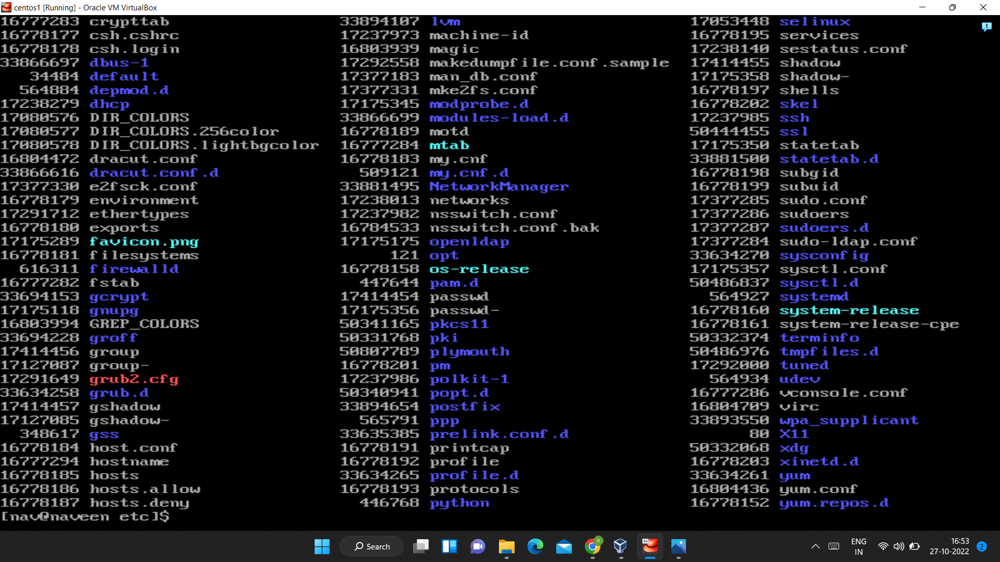 centos1 [Running] - Oracle VM VirtualBox
16777283 crypttab 33894107 lvm 17053448 selinux
16778177 csh.cshrc 17237973 machine-id 16778195 services
16778178 csh.login 16803939 magic 17238140 sestatus.conf
33866697 dbus-1 17292558 makedumpfile.conf.sample 17414455 shadow
34484 default 17377183 man_db.conf 17175358 shadow-
564884 depmod.d 17377331 mke2fs.conf 16778197 shells
17238279 dhcp 17175345 modprobe.d 16778202 skel
17080576 DIR_COLORS 33866699 modules-load.d 17237985 ssh
17080577 DIR_COLORS.256color 16778189 motd 50444455 ssl
17080578 DIR_COLORS.lightbgcolor 16777284 mtab 17175350 statetab
16804472 dracut.conf 16778183 my.cnf 33881500 statetab.d
33866616 dracut.conf.d 509121 my.cnf.d 16778198 subgid
17377330 e2fsck.conf 33881495 NetworkManager 16778199 subuid
16778179 environment 17238013 networks 17377285 sudo.conf
17291712 ethertypes 17237982 nsswitch.conf 17377286 sudoers
16778180 exports 16784533 nsswitch.conf.bak 17377287 sudoers.d
17175289 favicon.png 17175175 openldap 17377284 sudo-ldap.conf
16778181 filesystems 121 opt 33634270 sysconfig
616311 firewalld 16778158 os-release 17175357 sysctl.conf
16777282 fstab 447644 pam.d 50486837 sysctl.d
33694153 gcrypt 17414454 passwd 564927 systemd
17175118 gnupg 17175356 passwd- 16778160 system-release
16803994 GREP_COLORS 50341165 pkcs11 16778161 system-release-cpe
33694228 groff 50331768 pki 50332374 terminfo
17414456 group 50807789 plymouth 50486976 tmpfiles.d
17127087 group- 16778201 pm 17292000 tuned
17291649 grub2.cfg 17237986 polkit-1 564934 udev
33634258 grub.d 50340941 popt.d 16777286 vconsole.conf
17414457 gshadow 33894654 postfix 16804709 virc
17127085 gshadow- 565791 ppp 33893550 wpa_supplicant
348617 gss 33635385 prelink.conf.d 80 X11
16778184 host.conf 16778191 printcap 50332068 xdg
16777294 hostname 16778192 profile 16778203 xinetd.d
16778185 hosts 33634265 profile.d 33634261 yum
16778186 hosts.allow 16778193 protocols 16804436 yum.conf
16778187 hosts.deny 446768 python 16778152 yum.repos.d
[nav@naveen etc]$
Search
n
64
ENG
IN
16:53
27-10-2022
2